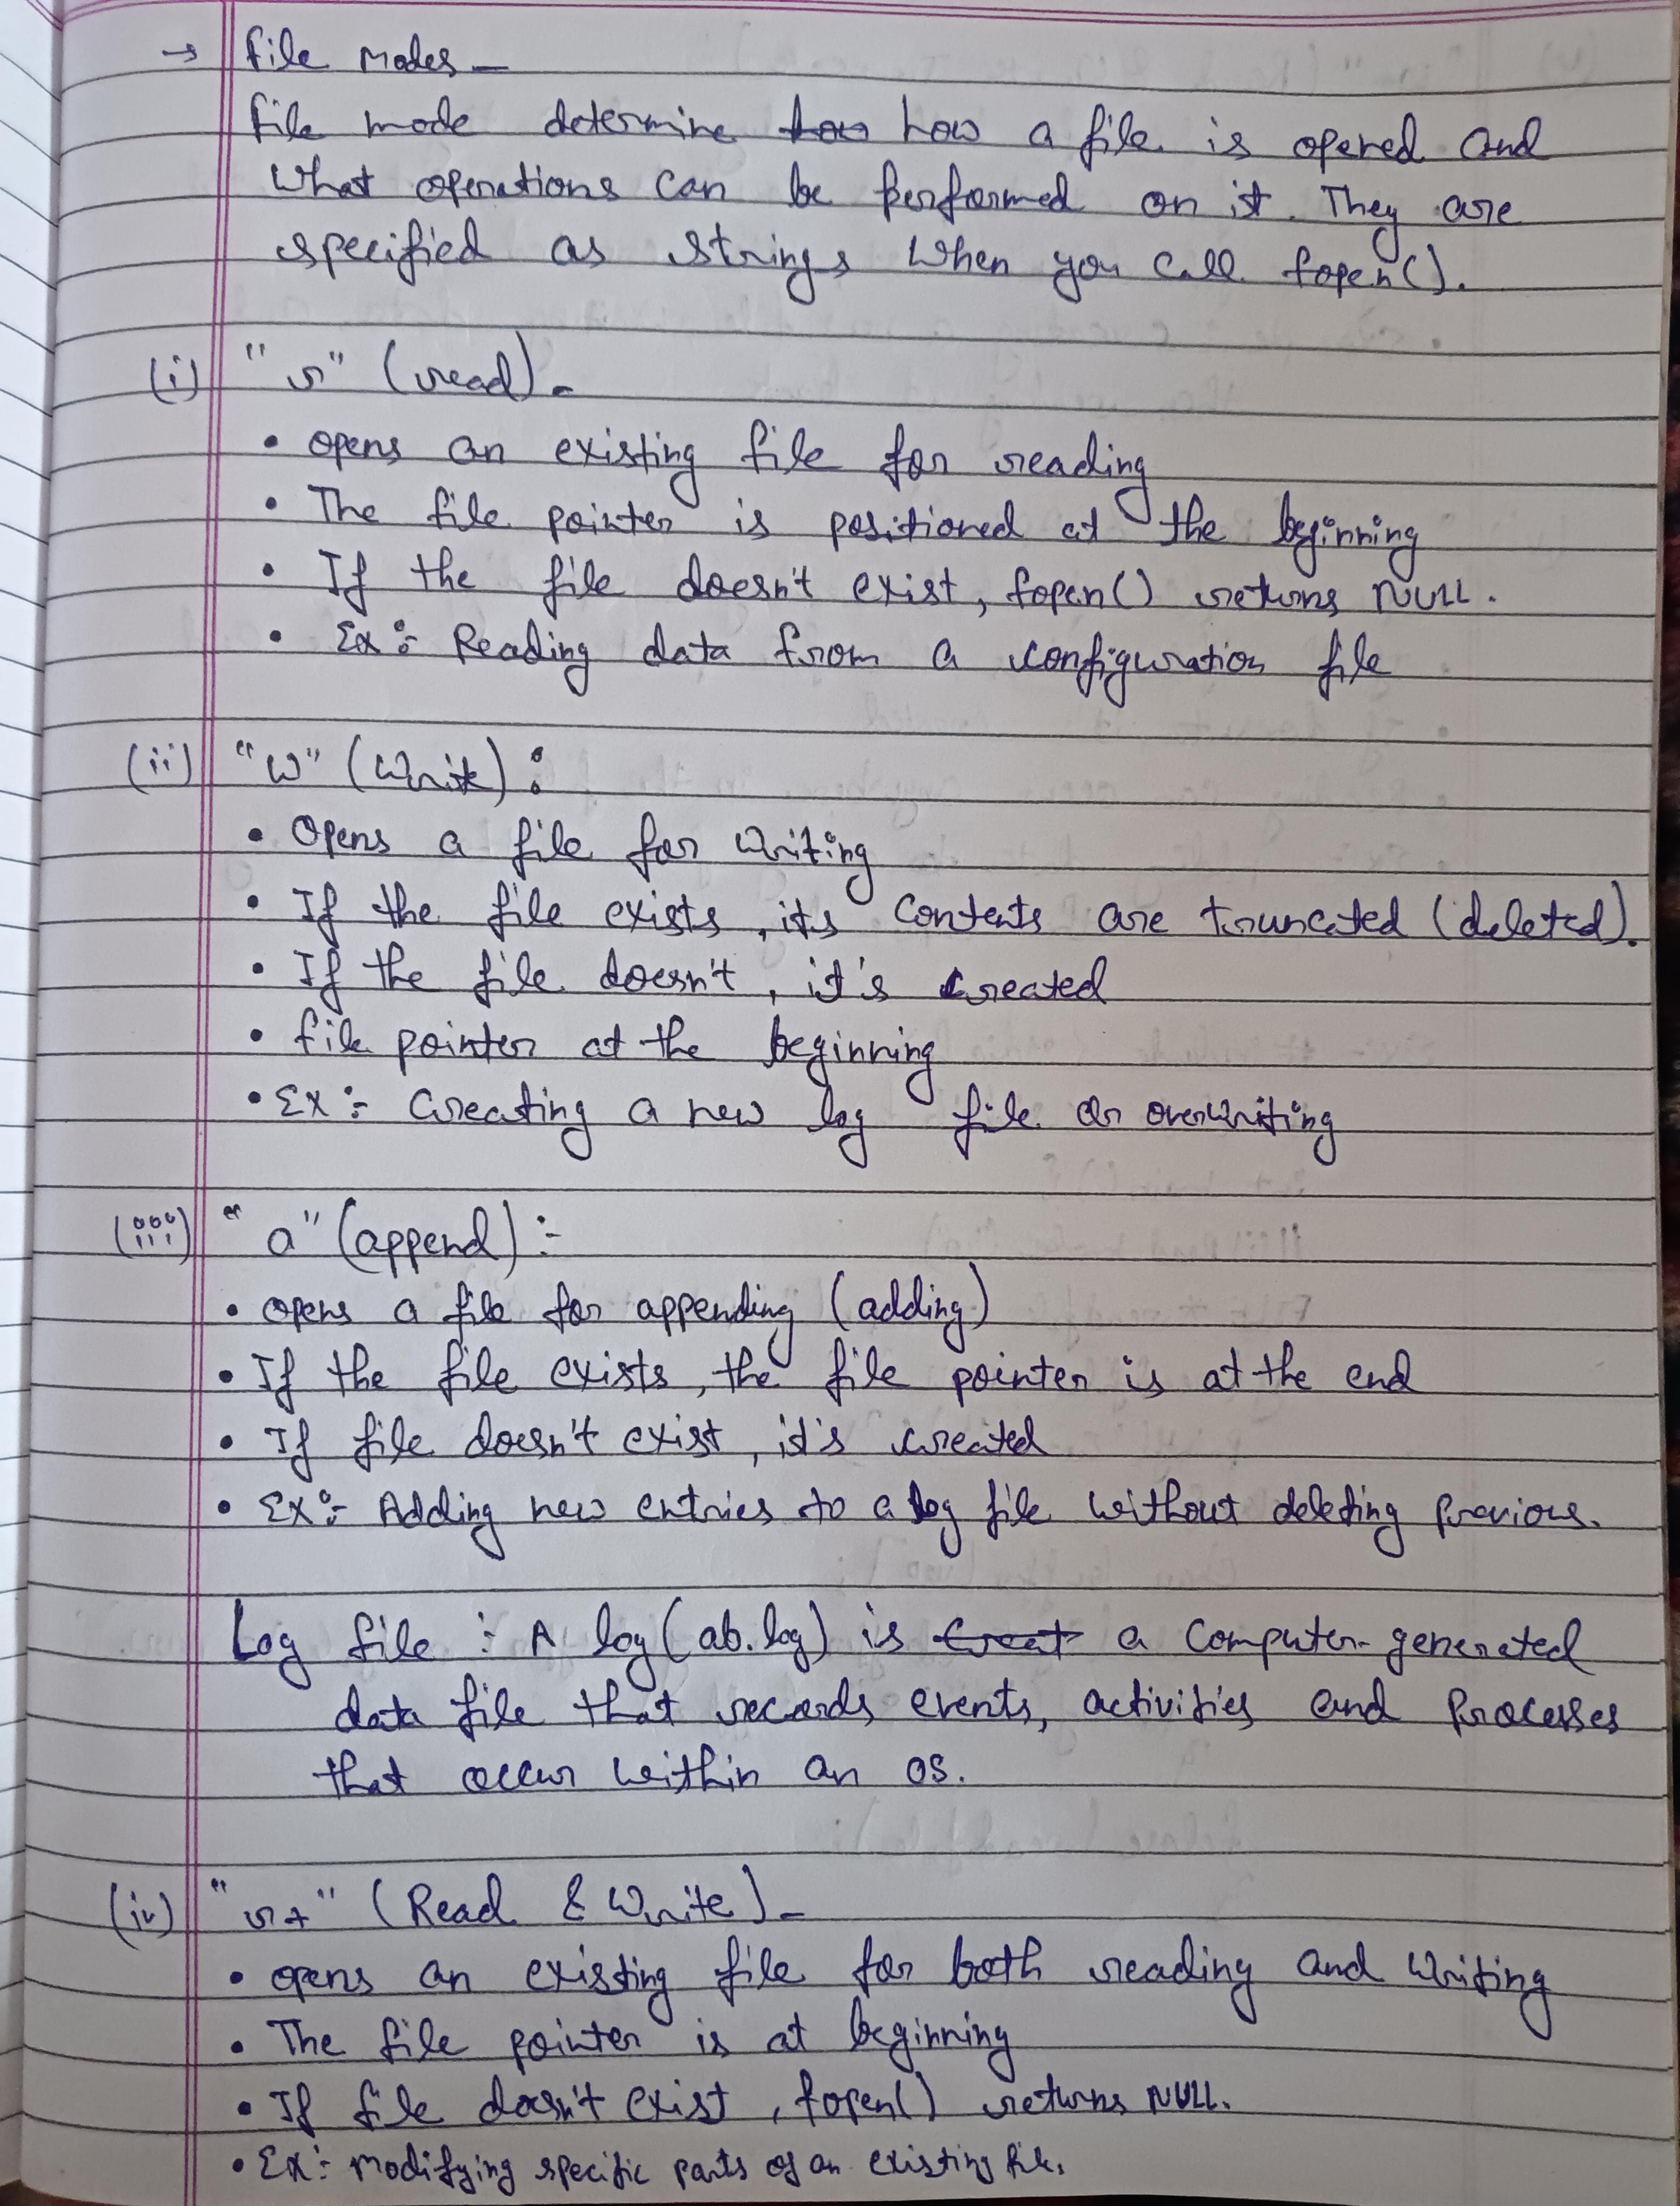 → File Modes —
File mode determine how how a file is opened and
what operations can be performed on it. They are
specified as strings when you call fopen().
(i) "r" (read) -
• opens an existing file for reading
• The file pointer is positioned at the beginning
• If the file doesn't exist, fopen() returns NULL.
• Ex :- Reading data from a configuration file
(ii) "w" (write) :
• Opens a file for writing
• If the file exists, it's contents are truncated (deleted).
• If the file doesn't, it's created
• file pointer at the beginning
• Ex :- Creating a new log file or overwriting
(iii) "a" (append) :-
• opens a file for appending (adding)
• If the file exists, the file pointer is at the end
• If file doesn't exist, it's created
• Ex :- Adding new entries to a log file without deleting previous.
Log file :- A log (ab.log) is Creat a computer-generated
data file that records events, activities and processes
that occur within an OS.
(iv) "r+" (Read & Write) -
• opens an existing file for both reading and writing
• The file pointer is at beginning
• If file doesn't exist, fopen() returns NULL.
• Ex :- Modifying specific parts of an existing file.